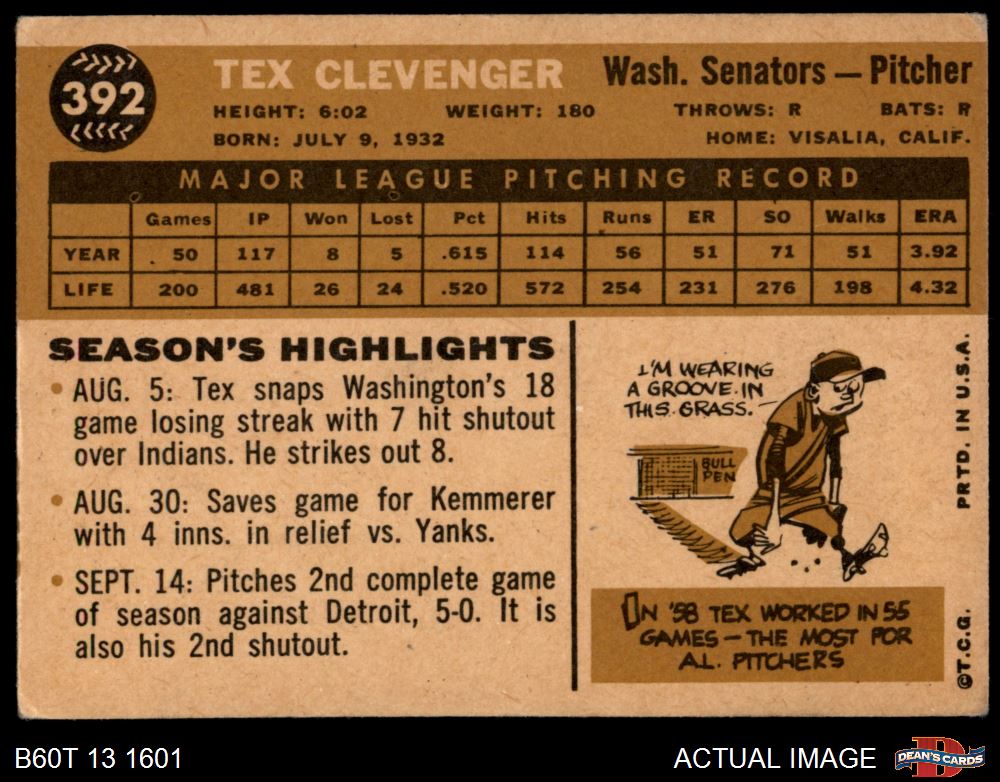 392
TEX CLEVENGER Wash. Senators — Pitcher
HEIGHT: 6:02 WEIGHT: 180 THROWS: R BATS: R
BORN: JULY 9, 1932 HOME: VISALIA, CALIF.
MAJOR LEAGUE PITCHING RECORD
Games IP Won Lost Pct Hits Runs ER SO Walks ERA
YEAR 50 117 8 5 .615 114 56 51 71 51 3.92
LIFE 200 481 26 24 .520 572 254 231 276 198 4.32
SEASON'S HIGHLIGHTS
• AUG. 5: Tex snaps Washington's 18
game losing streak with 7 hit shutout
over Indians. He strikes out 8.
• AUG. 30: Saves game for Kemmerer
with 4 inns. in relief vs. Yanks.
• SEPT. 14: Pitches 2nd complete game
of season against Detroit, 5-0. It is
also his 2nd shutout.
I'M WEARING
A GROOVE IN
THIS GRASS.
BULL
PEN
IN '58 TEX WORKED IN 55
GAMES — THE MOST FOR
A.L. PITCHERS
PRTD. IN U.S.A.
©T.C.G.
B60T 13 1601
ACTUAL IMAGE
D
DEAN'S CARDS